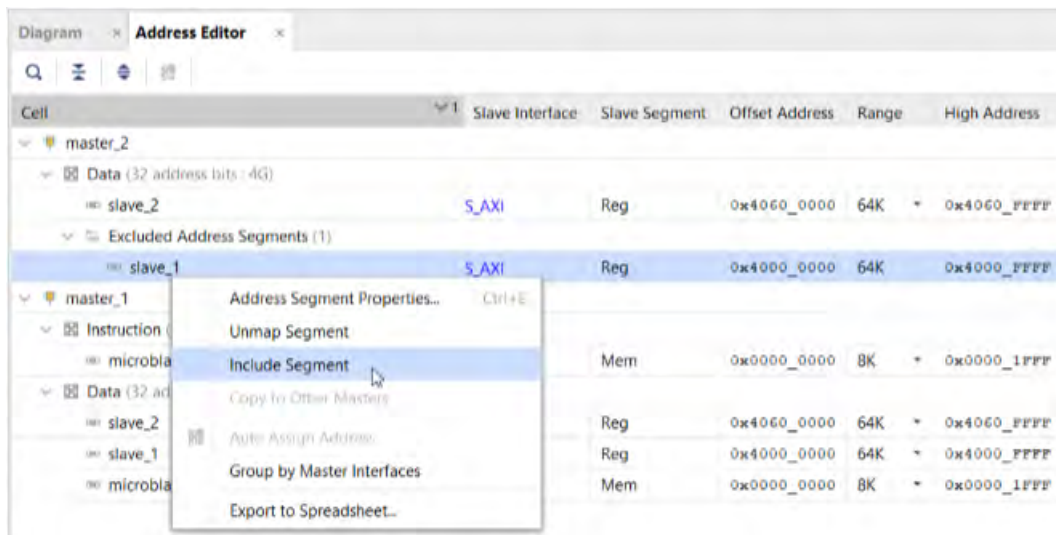 Diagram × Address Editor ×
Cell 1 Slave Interface Slave Segment Offset Address Range High Address
master_2
Data (32 address bits : 4G)
slave_2 S_AXI Reg 0x4060_0000 64K 0x4060_FFFF
Excluded Address Segments (1)
slave_1 S_AXI Reg 0x4000_0000 64K 0x4000_FFFF
master_1
Instruction (
microbla Mem 0x0000_0000 8K 0x0000_1FFF
Data (32 ad
slave_2 Reg 0x4060_0000 64K 0x4060_FFFF
slave_1 Reg 0x4000_0000 64K 0x4000_FFFF
microbla Mem 0x0000_0000 8K 0x0000_1FFF
Address Segment Properties... Ctrl+E
Unmap Segment
Include Segment
Copy to Other Masters
Auto Assign Address
Group by Master Interfaces
Export to Spreadsheet...